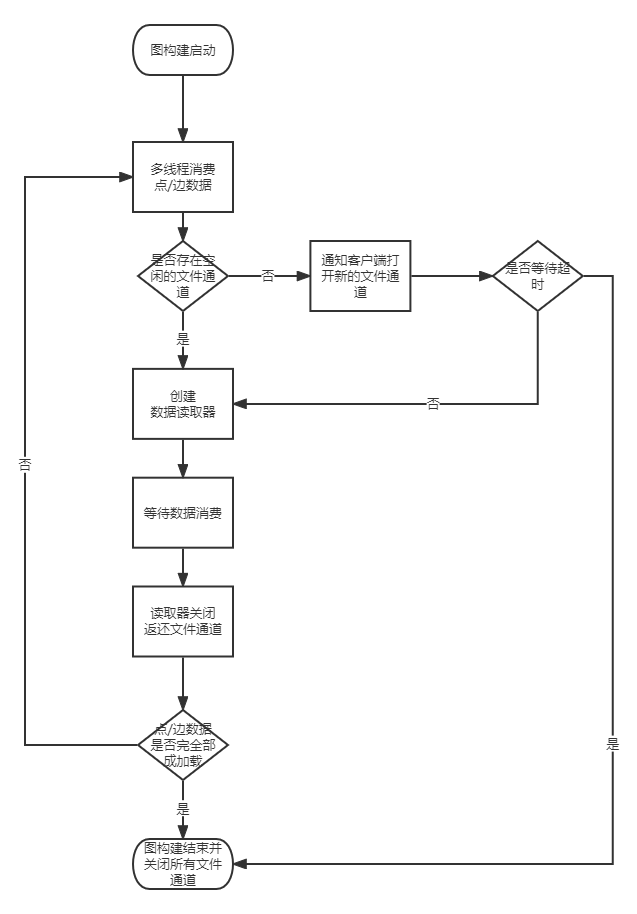 图构建启动
多线程消费
点/边数据
是否存在空
闲的文件通
道
否
通知客户端打
开新的文件通
道
是否等待超
时
是
创建
数据读取器
否
否
等待数据消费
读取器关闭
返还文件通道
点/边数据
是否完全部
成加载
是
是
图构建结束并
关闭所有文件
通道